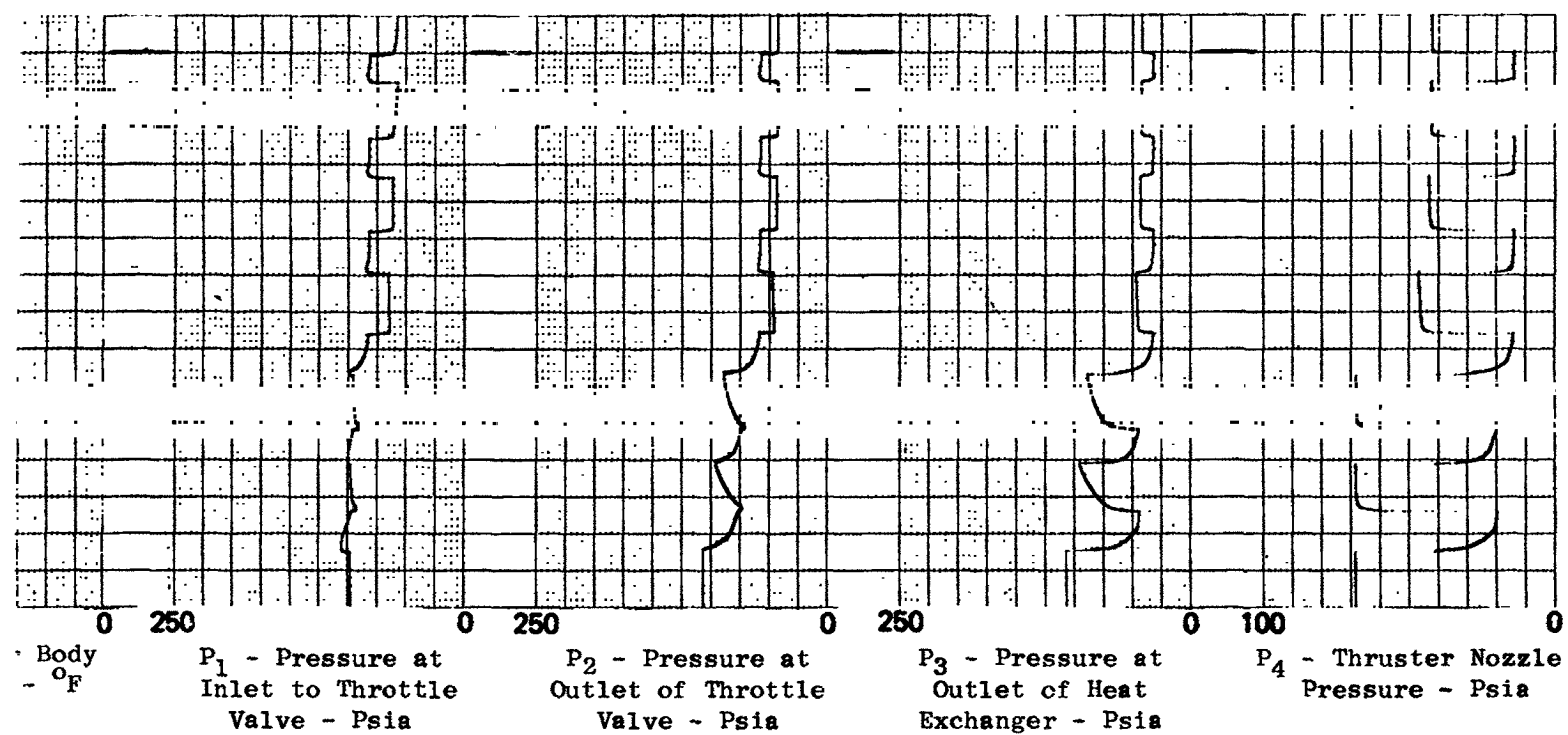 0 250 0 250 0 250 0 100 0
Body
- °F
P1 - Pressure at
Inlet to Throttle
Valve - Psia
P2 - Pressure at
Outlet of Throttle
Valve - Psia
P3 - Pressure at
Outlet of Heat
Exchanger - Psia
P4 - Thruster Nozzle
Pressure - Psia